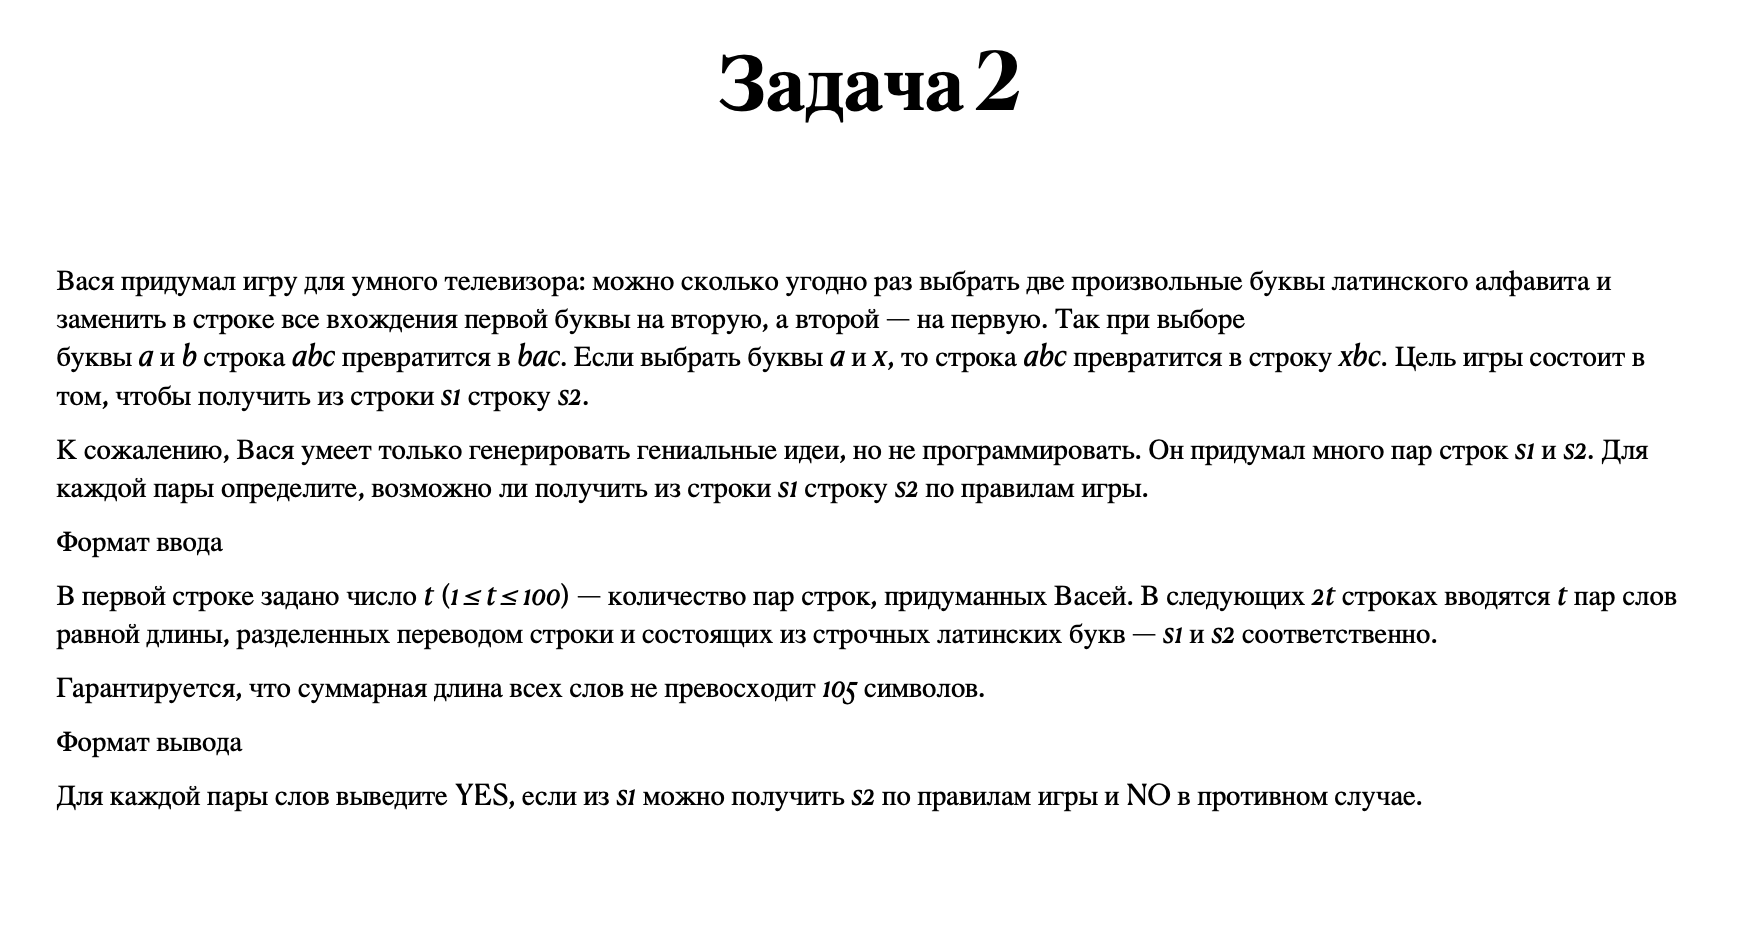 Задача 2
Вася придумал игру для умного телевизора: можно сколько угодно раз выбрать две произвольные буквы латинского алфавита и
заменить в строке все вхождения первой буквы на вторую, а второй — на первую. Так при выборе
буквы a и b строка abc превратится в bac. Если выбрать буквы a и x, то строка abc превратится в строку xbc. Цель игры состоит в
том, чтобы получить из строки s1 строку s2.
К сожалению, Вася умеет только генерировать гениальные идеи, но не программировать. Он придумал много пар строк s1 и s2. Для
каждой пары определите, возможно ли получить из строки s1 строку s2 по правилам игры.
Формат ввода
В первой строке задано число t (1 ≤ t ≤ 100) — количество пар строк, придуманных Васей. В следующих 2t строках вводятся t пар слов
равной длины, разделенных переводом строки и состоящих из строчных латинских букв — s1 и s2 соответственно.
Гарантируется, что суммарная длина всех слов не превосходит 105 символов.
Формат вывода
Для каждой пары слов выведите YES, если из s1 можно получить s2 по правилам игры и NO в противном случае.